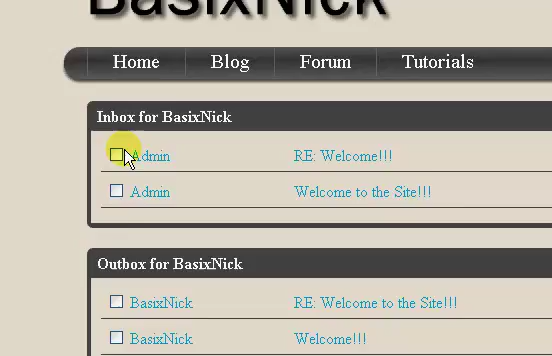 BasixNick
Home Blog Forum Tutorials
Inbox for BasixNick
Admin RE: Welcome!!!
Admin Welcome to the Site!!!
Outbox for BasixNick
BasixNick RE: Welcome to the Site!!!
BasixNick Welcome!!!